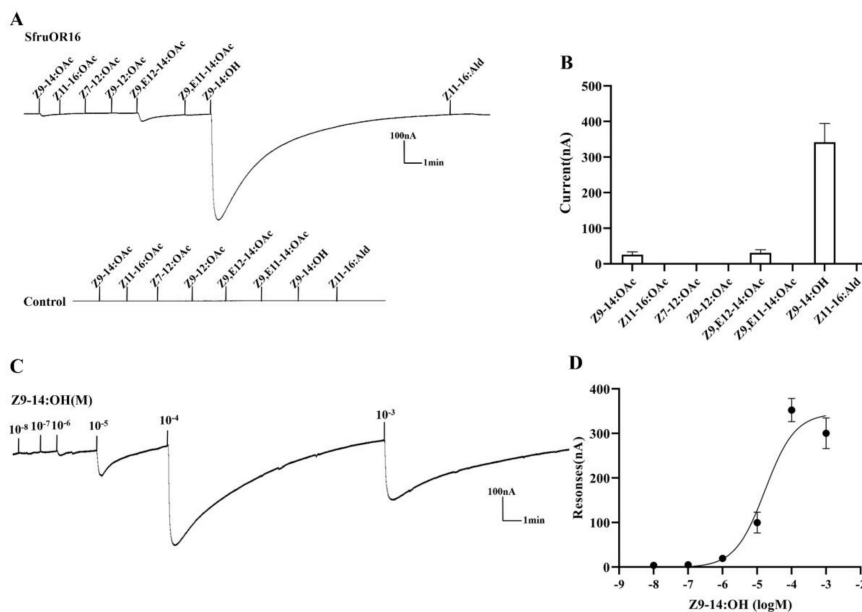 A
SfruOR16
Z9-14:OAc
Z11-16:OAc
Z7-12:OAc
Z9-12:OAc
Z9,E12-14:OAc
Z9,E11-14:OAc
Z9-14:OH
Z11-16:Ald
100nA
1min
Z9-14:OAc
Z11-16:OAc
Z7-12:OAc
Z9-12:OAc
Z9,E12-14:OAc
Z9,E11-14:OAc
Z9-14:OH
Z11-16:Ald
Control
B
Current(nA)
500
400
300
200
100
0
Z9-14:OAc
Z11-16:OAc
Z7-12:OAc
Z9-12:OAc
Z9,E12-14:OAc
Z9,E11-14:OAc
Z9-14:OH
Z11-16:Ald
C
Z9-14:OH(M)
10⁻⁸ 10⁻⁷ 10⁻⁶ 10⁻⁵ 10⁻⁴ 10⁻³
100nA
1min
D
Resonses(nA)
400
300
200
100
0
-9 -8 -7 -6 -5 -4 -3 -2
Z9-14:OH (logM)